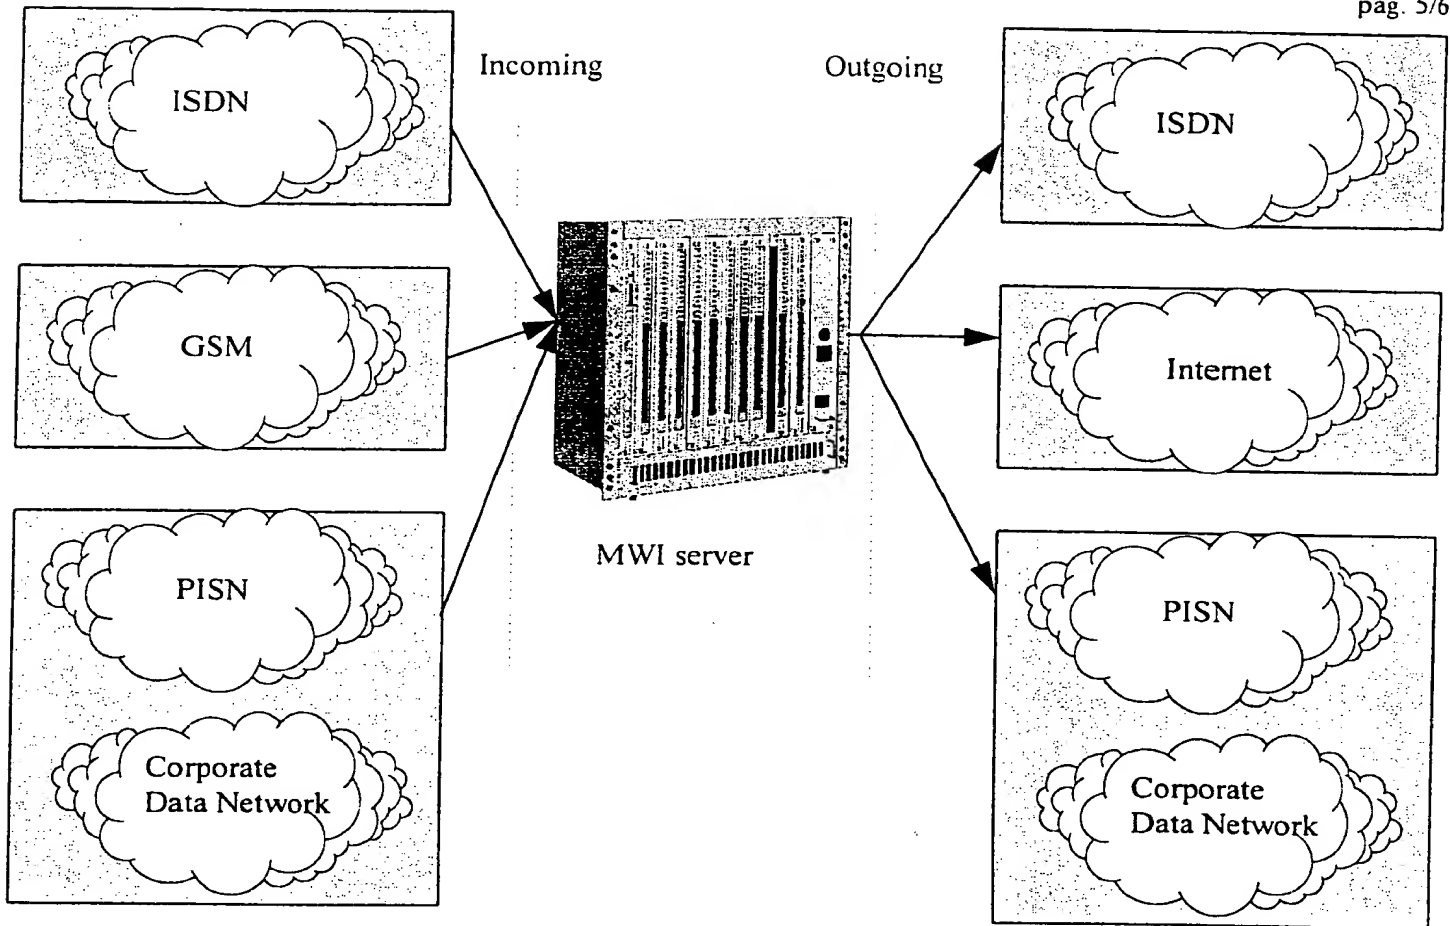 pag. 5/6
Incoming
Outgoing
ISDN
ISDN
GSM
Internet
MWI server
PISN
PISN
Corporate
Data Network
Corporate
Data Network